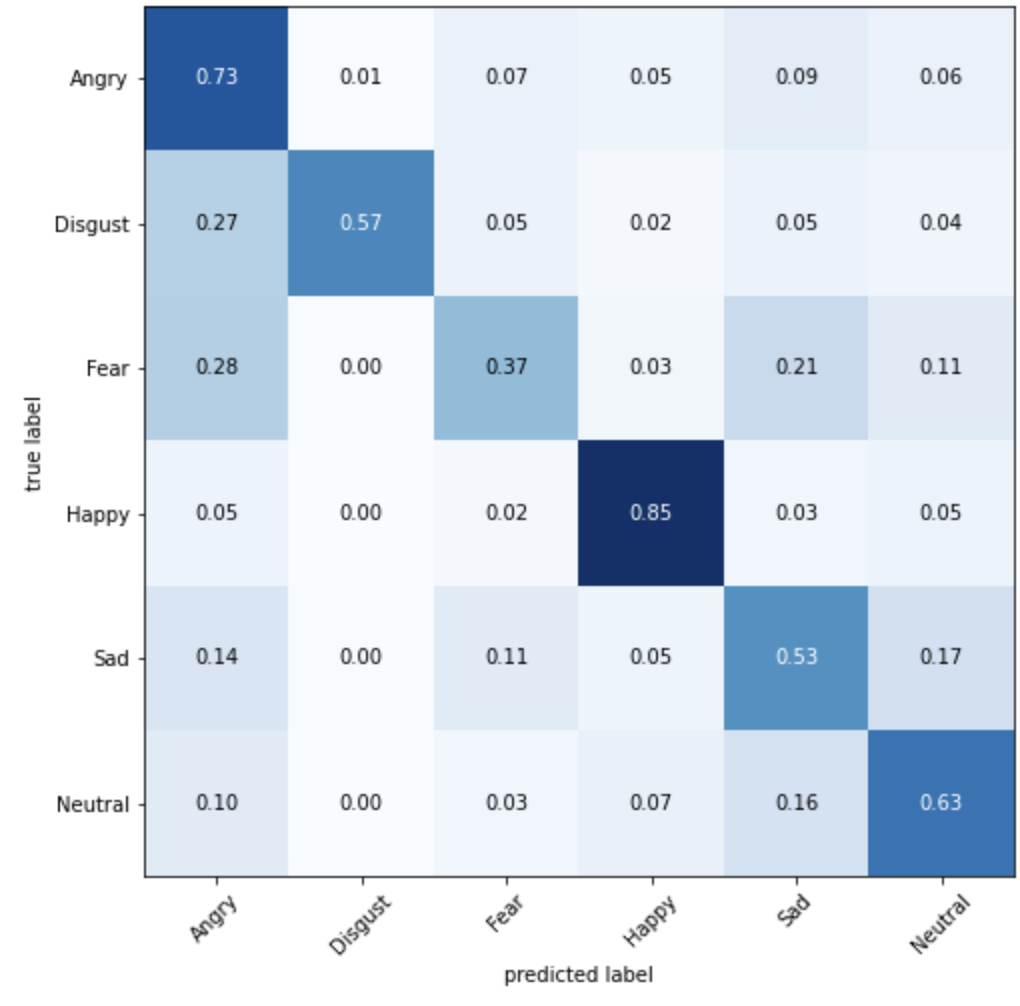 Angry 0.73 0.01 0.07 0.05 0.09 0.06
Disgust 0.27 0.57 0.05 0.02 0.05 0.04
Fear 0.28 0.00 0.37 0.03 0.21 0.11
true label
Happy 0.05 0.00 0.02 0.85 0.03 0.05
Sad 0.14 0.00 0.11 0.05 0.53 0.17
Neutral 0.10 0.00 0.03 0.07 0.16 0.63
Angry Disgust Fear Happy Sad Neutral
predicted label